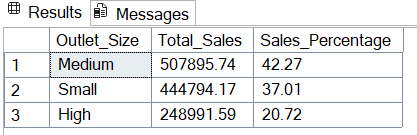 Results Messages
Outlet_Size Total_Sales Sales_Percentage
1 Medium 507895.74 42.27
2 Small 444794.17 37.01
3 High 248991.59 20.72